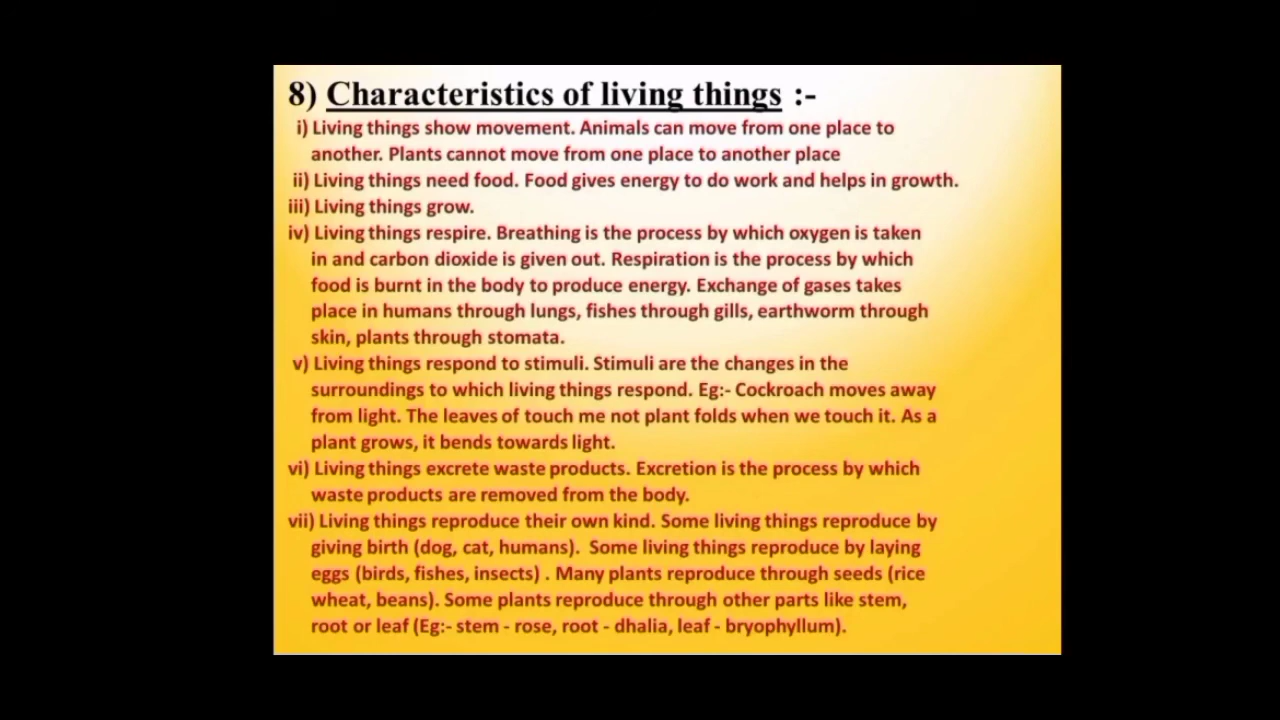 8) Characteristics of living things :-
i) Living things show movement. Animals can move from one place to
another. Plants cannot move from one place to another place
ii) Living things need food. Food gives energy to do work and helps in growth.
iii) Living things grow.
iv) Living things respire. Breathing is the process by which oxygen is taken
in and carbon dioxide is given out. Respiration is the process by which
food is burnt in the body to produce energy. Exchange of gases takes
place in humans through lungs, fishes through gills, earthworm through
skin, plants through stomata.
v) Living things respond to stimuli. Stimuli are the changes in the
surroundings to which living things respond. Eg:- Cockroach moves away
from light. The leaves of touch me not plant folds when we touch it. As a
plant grows, it bends towards light.
vi) Living things excrete waste products. Excretion is the process by which
waste products are removed from the body.
vii) Living things reproduce their own kind. Some living things reproduce by
giving birth (dog, cat, humans). Some living things reproduce by laying
eggs (birds, fishes, insects) . Many plants reproduce through seeds (rice
wheat, beans). Some plants reproduce through other parts like stem,
root or leaf (Eg:- stem - rose, root - dhalia, leaf - bryophyllum).